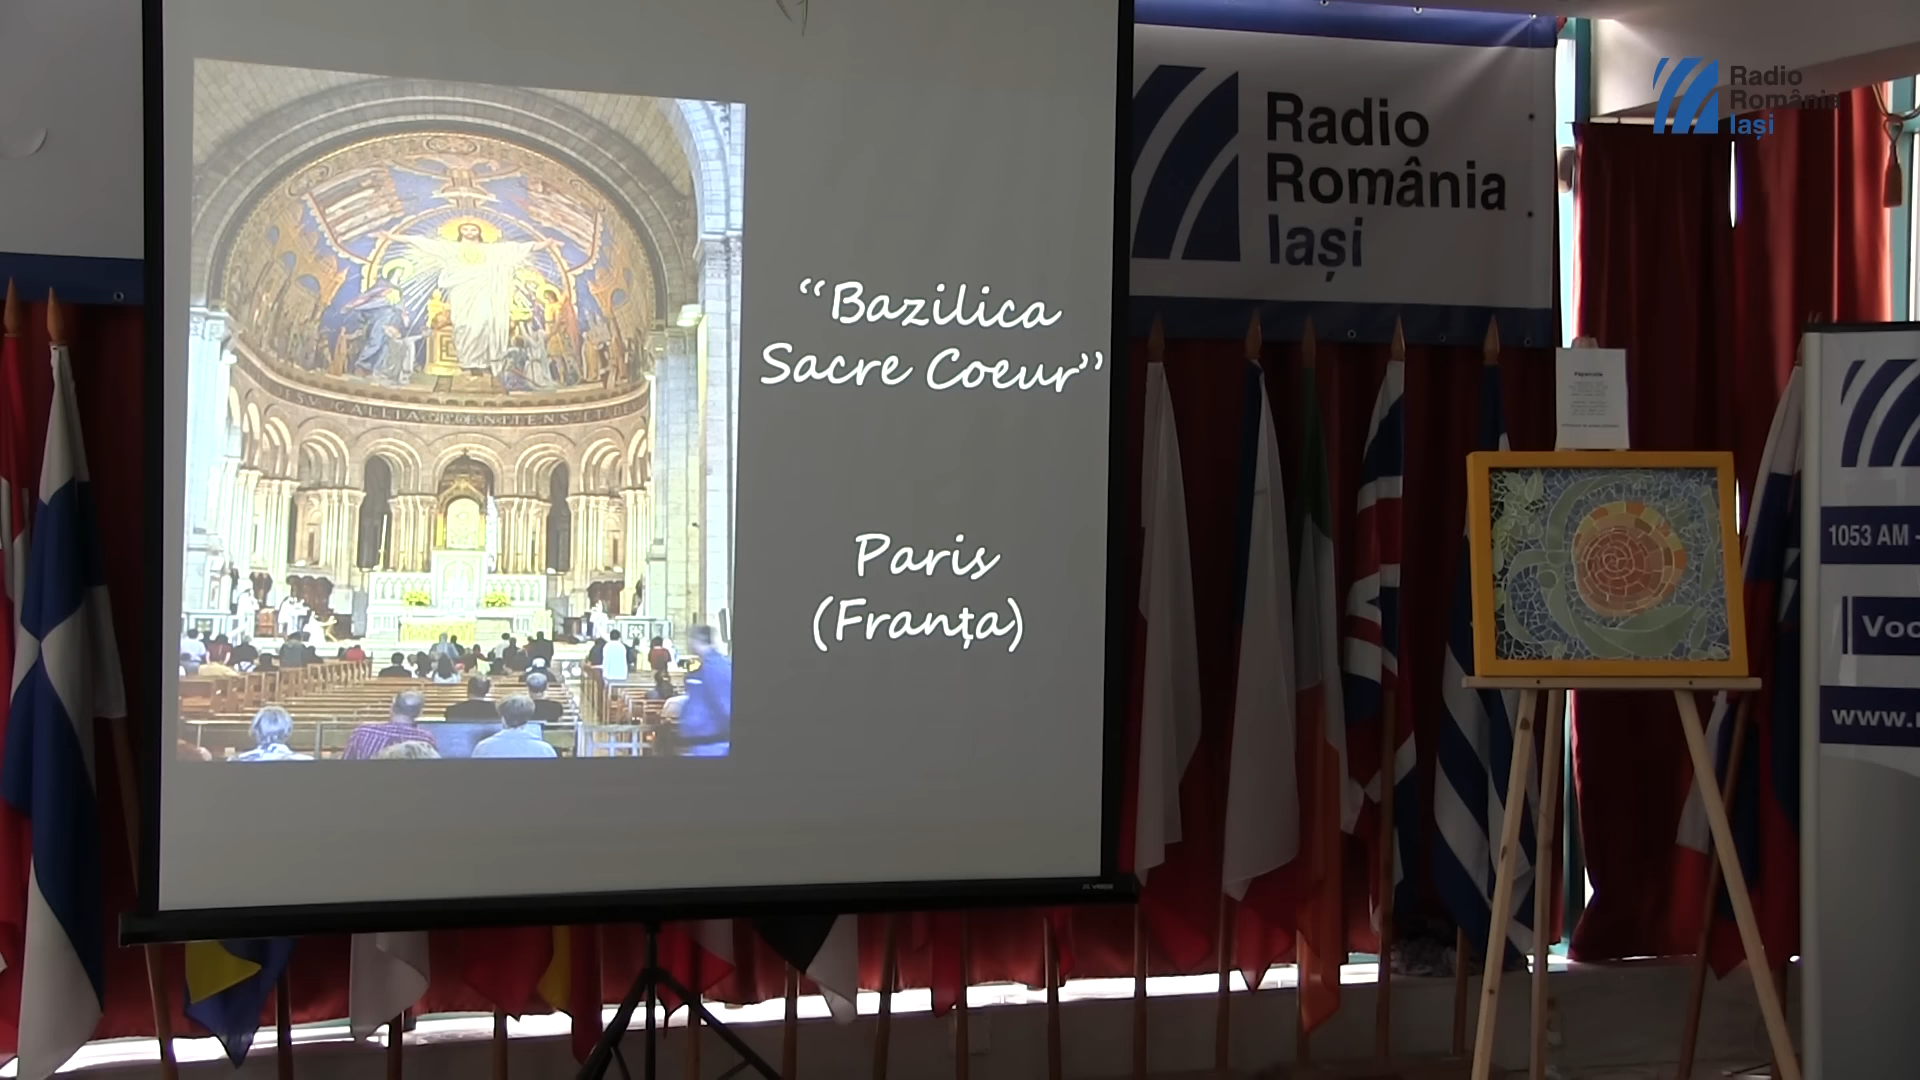 "Bazilica
Sacre Coeur"
Paris
(Franța)
Radio
România
Iași
Radio
România
Iași
1053 AM -
Voc
www.